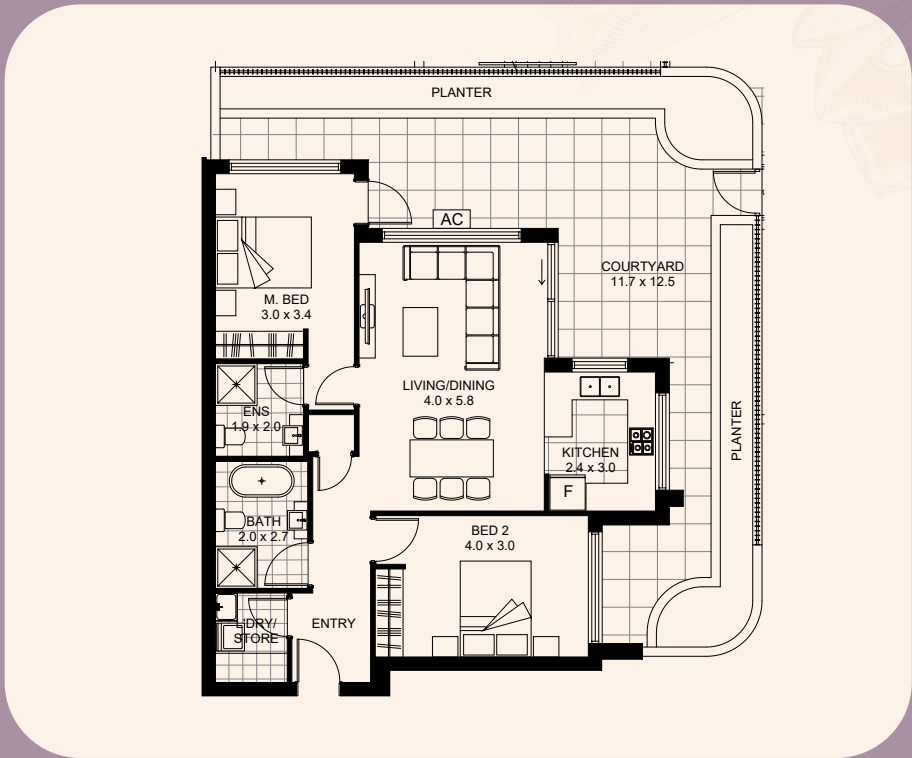 PLANTER
AC
COURTYARD
11.7 x 12.5
M. BED
3.0 x 3.4
LIVING/DINING
4.0 x 5.8
ENS
1.9 x 2.0
PLANTER
KITCHEN
2.4 x 3.0
F
BATH
2.0 x 2.7
BED 2
4.0 x 3.0
L'DRY/
STORE
ENTRY